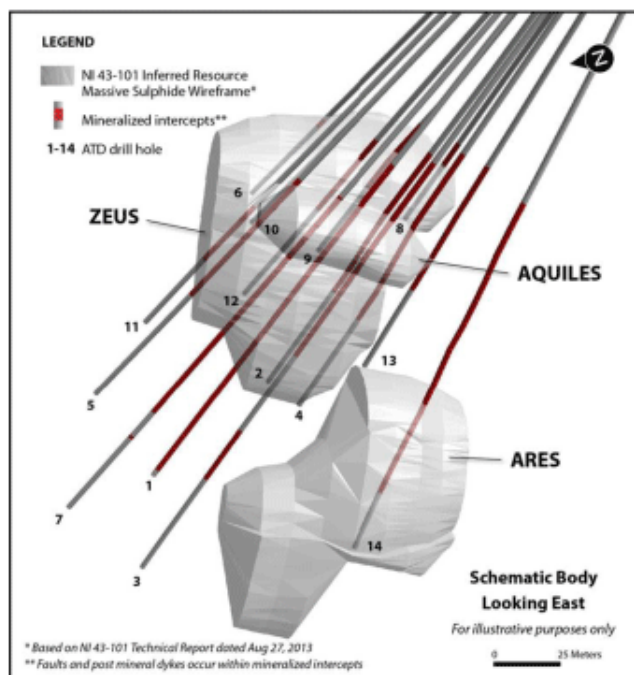 LEGEND
NI 43-101 Inferred Resource
Massive Sulphide Wireframe*
Mineralized intercepts**
1-14 ATD drill hole
N
6
ZEUS
10
8
9
AQUILES
12
11
13
2
5
4
ARES
1
7
14
3
Schematic Body
Looking East
For illustrative purposes only
* Based on NI 43-101 Technical Report dated Aug 27, 2013
** Faults and post mineral dykes occur within mineralized intercepts
0 25 Meters